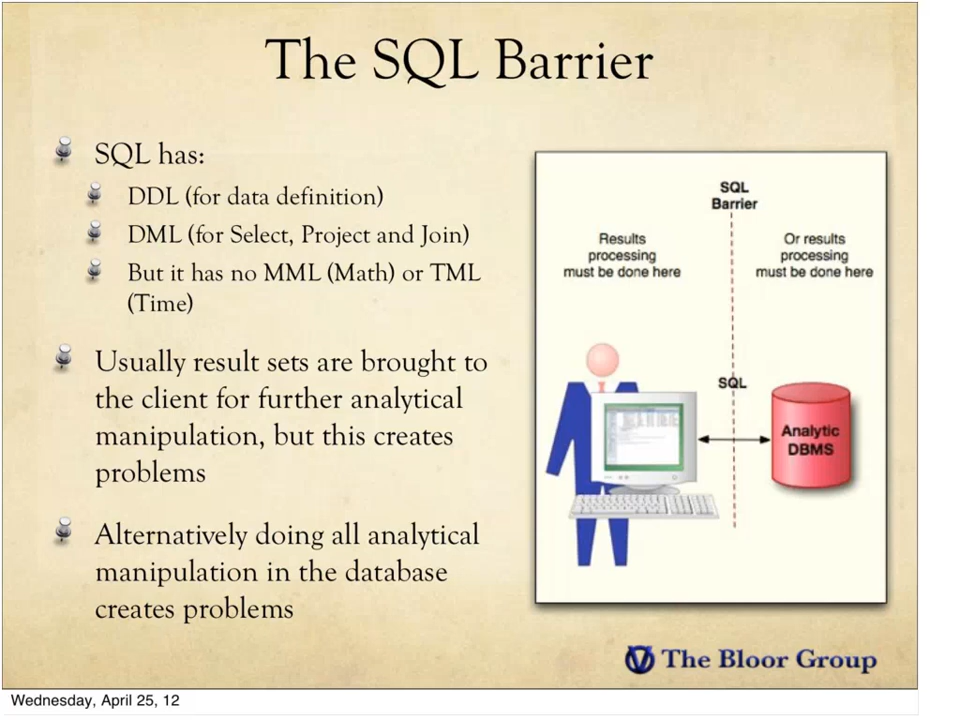 The SQL Barrier
SQL has:
DDL (for data definition)
DML (for Select, Project and Join)
But it has no MML (Math) or TML
(Time)
Usually result sets are brought to
the client for further analytical
manipulation, but this creates
problems
Alternatively doing all analytical
manipulation in the database
creates problems
SQL
Barrier
Results
processing
must be done here
Or results
processing
must be done here
SQL
Analytic
DBMS
The Bloor Group
Wednesday, April 25, 12